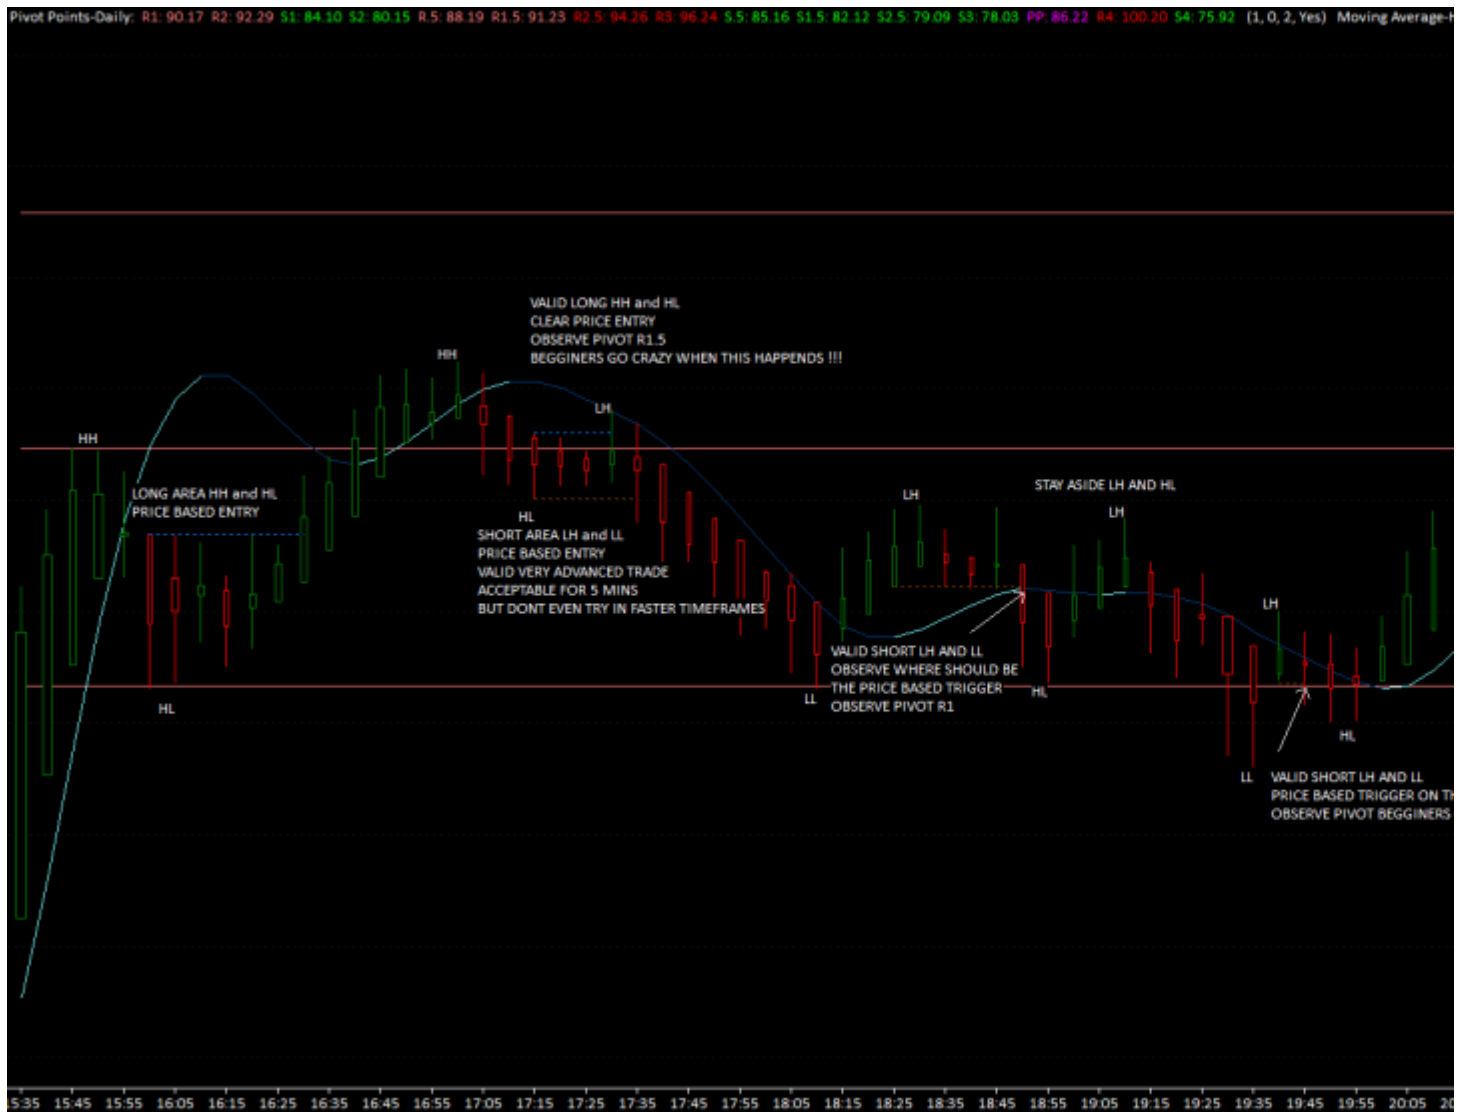 Pivot Points-Daily: R1: 90.17 R2: 92.29 S1: 84.10 S2: 80.15 R.5: 88.19 R1.5: 91.23 R2.5: 94.26 R3: 96.24 S.5: 85.16 S1.5: 82.12 S2.5: 79.09 S3: 78.03 PP: 86.22 R4: 100.20 S4: 75.92 (1, 0, 2, Yes) Moving Average-H
VALID LONG HH and HL
CLEAR PRICE ENTRY
OBSERVE PIVOT R1.5
BEGGINERS GO CRAZY WHEN THIS HAPPENDS !!!
HH
LH
HH
LONG AREA HH and HL
PRICE BASED ENTRY
HL
HL
SHORT AREA LH and LL
PRICE BASED ENTRY
VALID VERY ADVANCED TRADE
ACCEPTABLE FOR 5 MINS
BUT DONT EVEN TRY IN FASTER TIMEFRAMES
LH
STAY ASIDE LH AND HL
LH
LH
VALID SHORT LH AND LL
OBSERVE WHERE SHOULD BE
THE PRICE BASED TRIGGER
OBSERVE PIVOT R1
LL
HL
HL
LL
VALID SHORT LH AND LL
PRICE BASED TRIGGER ON TH
OBSERVE PIVOT BEGGINERS
15:35 15:45 15:55 16:05 16:15 16:25 16:35 16:45 16:55 17:05 17:15 17:25 17:35 17:45 17:55 18:05 18:15 18:25 18:35 18:45 18:55 19:05 19:15 19:25 19:35 19:45 19:55 20:05 20